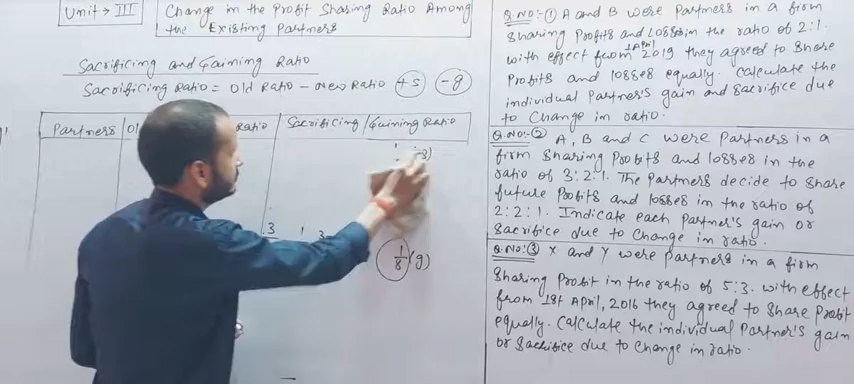 Unit → III
Change in the Profit Sharing Ratio Among
the Existing Partners
Sacrificing and Gaining Ratio
Sacrificing Ratio = Old Ratio - New Ratio +s -g
Partners Ratio Sacrificing/Gaining Ratio
3 1 3
1/8 (g)
Q.No:-① A and B were Partners in a firm
Sharing Profits and Losses in the ratio of 2:1.
with effect from 1 April 2019 they agreed to share
Profits and losses equally. Calculate the
individual Partner's gain and Sacrifice due
to Change in ratio.
Q.No:-② A, B and C were Partners in a
firm Sharing Profits and losses in the
ratio of 3:2:1. The Partners decide to Share
future Profits and losses in the ratio of
2:2:1. Indicate each Partner's gain or
Sacrifice due to Change in ratio.
Q.No:③ X and Y were Partners in a firm
Sharing Profit in the ratio of 5:3. with effect
from 1st April, 2016 they agreed to Share Profit
equally. Calculate the individual Partner's gain
or Sacrifice due to Change in ratio.